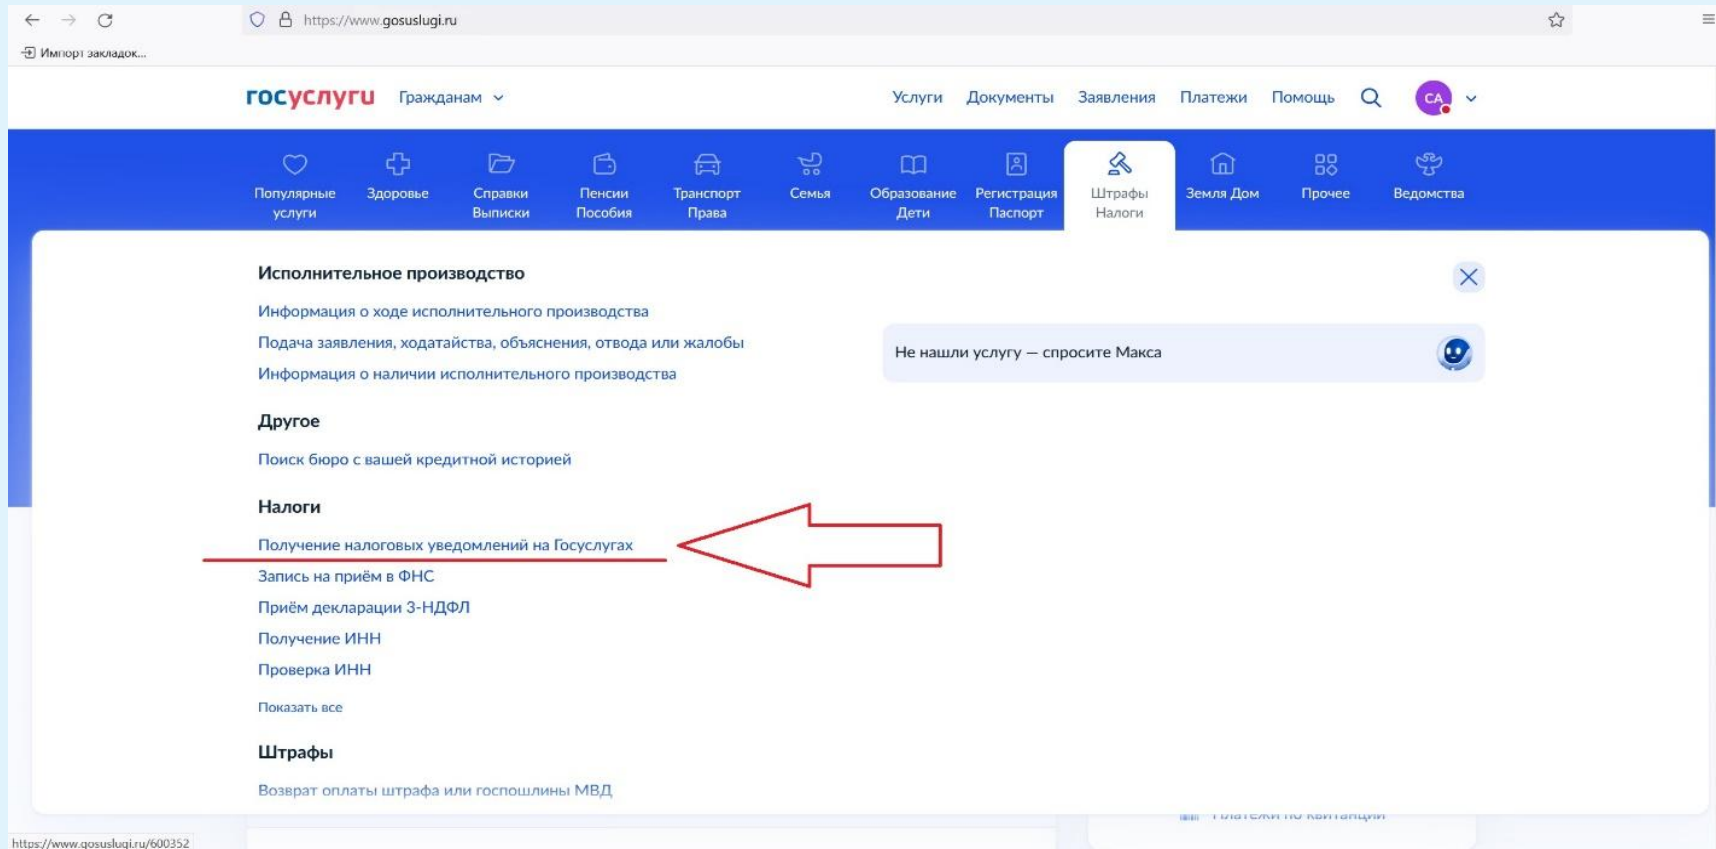 https://www.gosuslugi.ru
Импорт закладок...
госуслуги Гражданам Услуги Документы Заявления Платежи Помощь СА
Популярные услуги
Здоровье
Справки Выписки
Пенсии Пособия
Транспорт Права
Семья
Образование Дети
Регистрация Паспорт
Штрафы Налоги
Земля Дом
Прочее
Ведомства
Исполнительное производство
Информация о ходе исполнительного производства
Подача заявления, ходатайства, объяснения, отвода или жалобы
Информация о наличии исполнительного производства
Не нашли услугу — спросите Макса
Другое
Поиск бюро с вашей кредитной историей
Налоги
Получение налоговых уведомлений на Госуслугах
Запись на приём в ФНС
Приём декларации 3-НДФЛ
Получение ИНН
Проверка ИНН
Показать все
Штрафы
Возврат оплаты штрафа или госпошлины МВД
Платежи по квитанции
https://www.gosuslugi.ru/600352